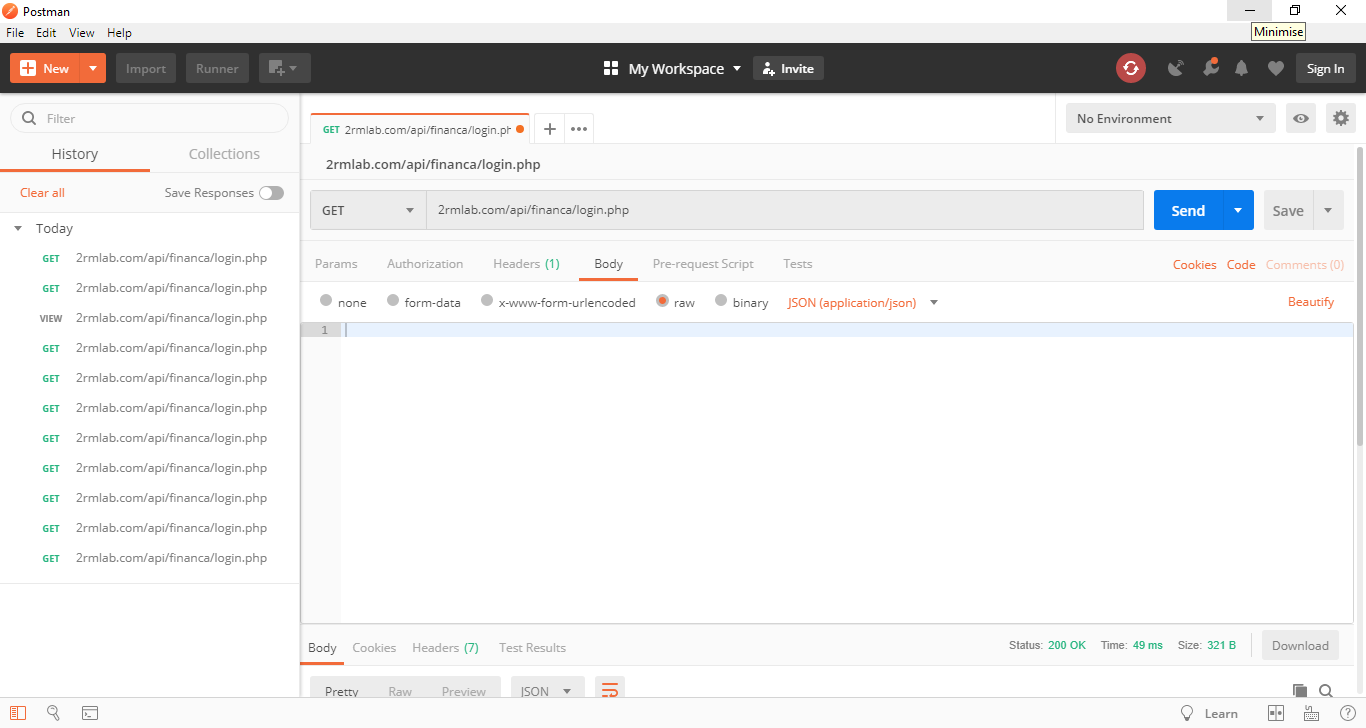 Postman
File Edit View Help
Minimise
New Import Runner My Workspace Invite Sign In
Filter
History Collections
Clear all Save Responses
Today
GET 2rmlab.com/api/financa/login.php
GET 2rmlab.com/api/financa/login.php
VIEW 2rmlab.com/api/financa/login.php
GET 2rmlab.com/api/financa/login.php
GET 2rmlab.com/api/financa/login.php
GET 2rmlab.com/api/financa/login.php
GET 2rmlab.com/api/financa/login.php
GET 2rmlab.com/api/financa/login.php
GET 2rmlab.com/api/financa/login.php
GET 2rmlab.com/api/financa/login.php
GET 2rmlab.com/api/financa/login.php
GET 2rmlab.com/api/financa/login.ph
No Environment
2rmlab.com/api/financa/login.php
GET 2rmlab.com/api/financa/login.php Send Save
Params Authorization Headers (1) Body Pre-request Script Tests Cookies Code Comments (0)
none form-data x-www-form-urlencoded raw binary JSON (application/json) Beautify
1
Body Cookies Headers (7) Test Results Status: 200 OK Time: 49 ms Size: 321 B Download
Pretty Raw Preview JSON
Learn